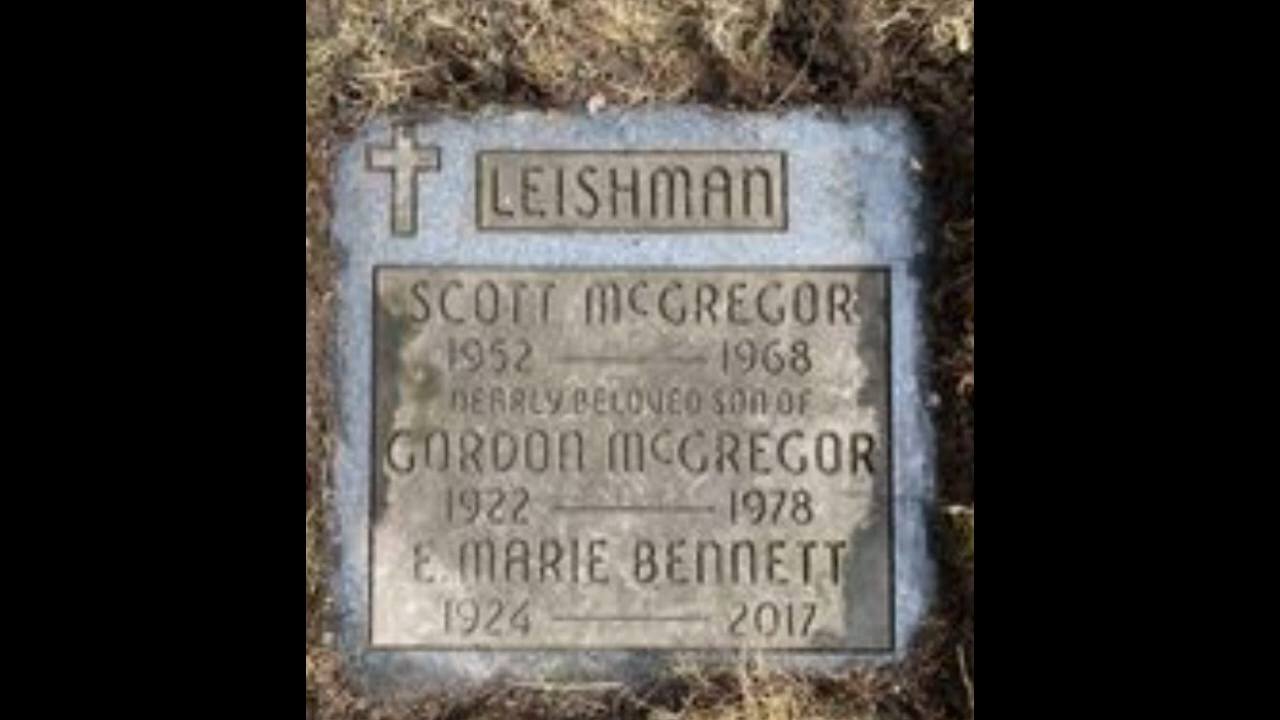 LEISHMAN
SCOTT McGREGOR
1952 — 1968
DEARLY BELOVED SON OF
GORDON McGREGOR
1922 — 1978
E. MARIE BENNETT
1924 — 2017